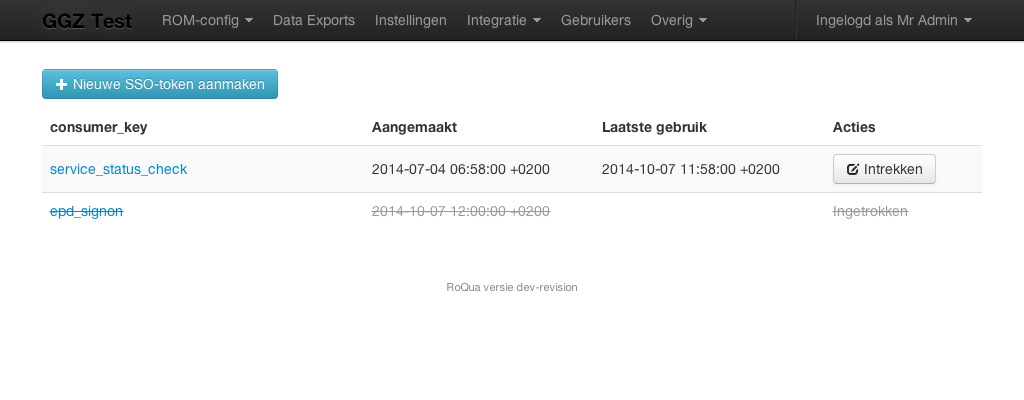 GGZ Test ROM-config Data Exports Instellingen Integratie Gebruikers Overig Ingelogd als Mr Admin
Nieuwe SSO-token aanmaken
consumer_key Aangemaakt Laatste gebruik Acties
service_status_check 2014-07-04 06:58:00 +0200 2014-10-07 11:58:00 +0200 Intrekken
epd_signon 2014-10-07 12:00:00 +0200 Ingetrokken
RoQua versie dev-revision